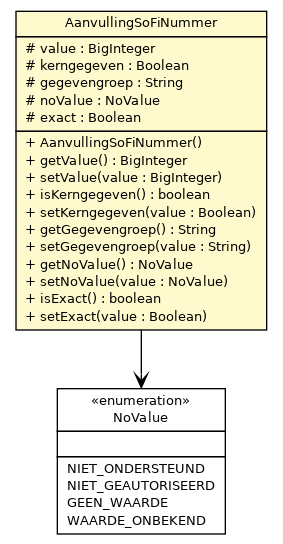 AanvullingSoFiNummer
# value : BigInteger
# kerngegeven : Boolean
# gegevengroep : String
# noValue : NoValue
# exact : Boolean
+ AanvullingSoFiNummer()
+ getValue() : BigInteger
+ setValue(value : BigInteger)
+ isKerngegeven() : boolean
+ setKerngegeven(value : Boolean)
+ getGegevengroep() : String
+ setGegevengroep(value : String)
+ getNoValue() : NoValue
+ setNoValue(value : NoValue)
+ isExact() : boolean
+ setExact(value : Boolean)
«enumeration»
NoValue
NIET_ONDERSTEUND
NIET_GEAUTORISEERD
GEEN_WAARDE
WAARDE_ONBEKEND